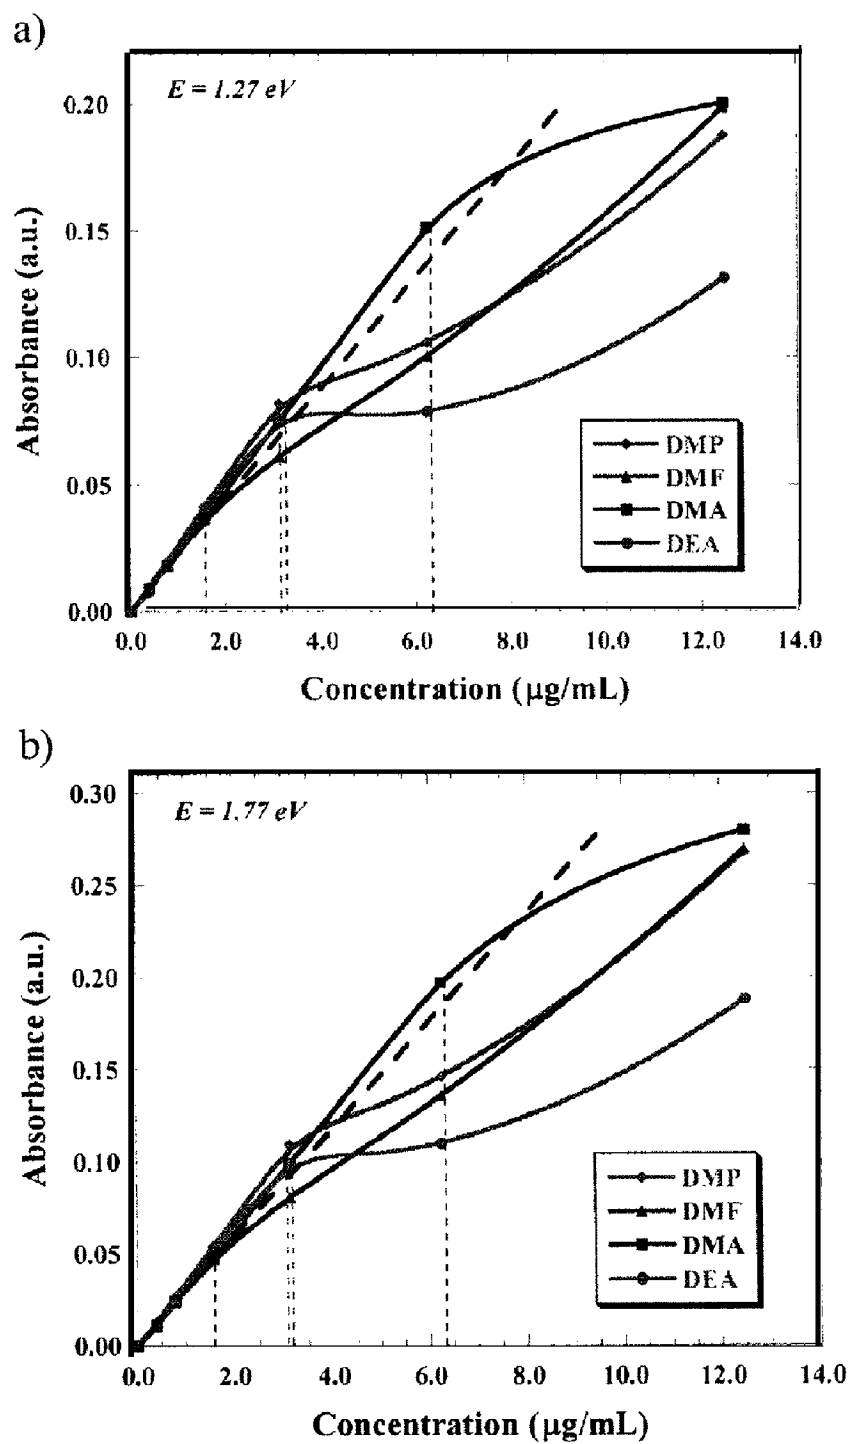 a)
E = 1.27 eV
0.20
0.15
0.10
0.05
0.00
Absorbance (a.u.)
DMP
DMF
DMA
DEA
0.0 2.0 4.0 6.0 8.0 10.0 12.0 14.0
Concentration (μg/mL)
b)
E = 1.77 eV
0.30
0.25
0.20
0.15
0.10
0.05
0.00
Absorbance (a.u.)
DMP
DMF
DMA
DEA
0.0 2.0 4.0 6.0 8.0 10.0 12.0 14.0
Concentration (μg/mL)